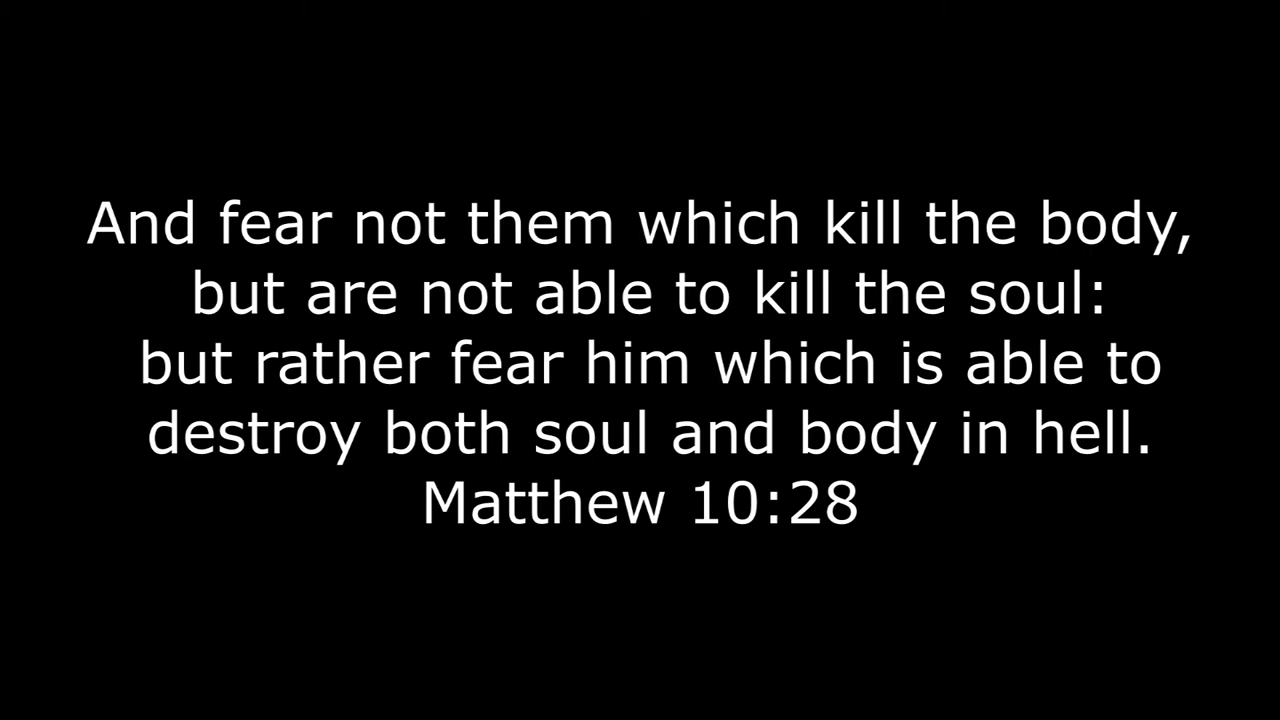 And fear not them which kill the body,
but are not able to kill the soul:
but rather fear him which is able to
destroy both soul and body in hell.
Matthew 10:28